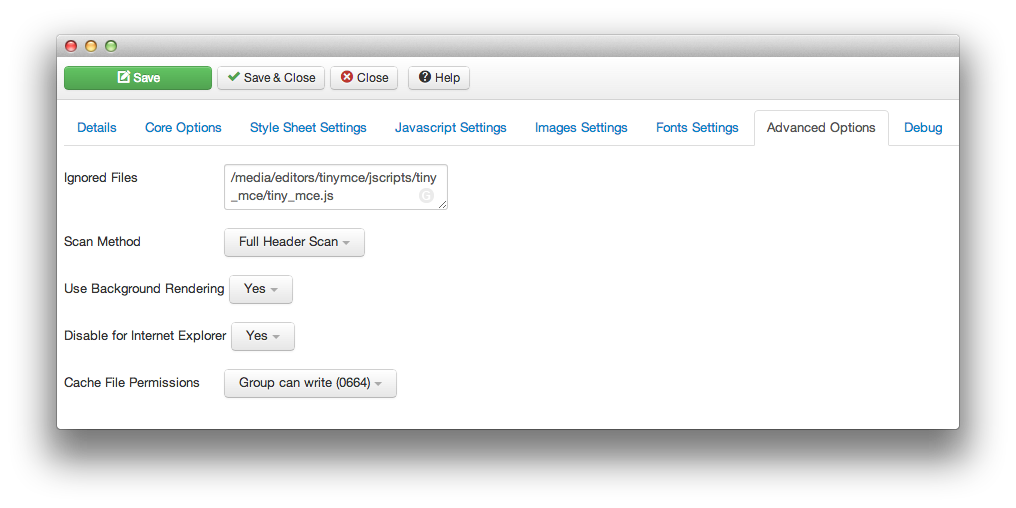 Save Save & Close Close Help
Details Core Options Style Sheet Settings Javascript Settings Images Settings Fonts Settings Advanced Options Debug
Ignored Files /media/editors/tinymce/jscripts/tiny
_mce/tiny_mce.js
Scan Method Full Header Scan
Use Background Rendering Yes
Disable for Internet Explorer Yes
Cache File Permissions Group can write (0664)